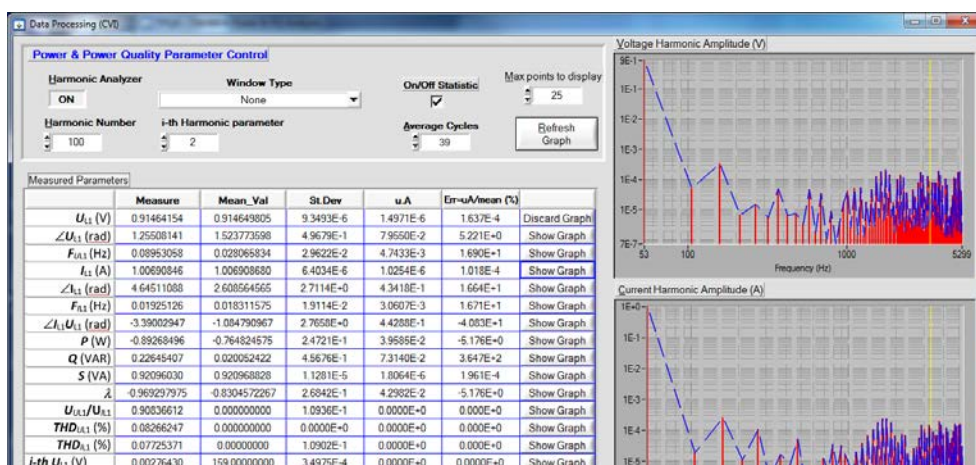 Data Processing (CVI)
Power & Power Quality Parameter Control
Harmonic Analyzer
ON
Window Type
None
On/Off Statistic
Max points to display
25
Harmonic Number
100
i-th Harmonic parameter
2
Average Cycles
39
Refresh
Graph
Measured Parameters
Measure Mean_Val St.Dev u.A Err=uA/mean (%)
U_L1 (V) 0.91464154 0.914649805 9.3493E-6 1.4971E-6 1.637E-4 Discard Graph
∠U_L1 (rad) 1.25508141 1.523773598 4.9679E-1 7.9550E-2 5.221E+0 Show Graph
F_UL1 (Hz) 0.08953058 0.028065834 2.9622E-2 4.7433E-3 1.690E+1 Show Graph
I_L1 (A) 1.00690846 1.006908680 6.4034E-6 1.0254E-6 1.018E-4 Show Graph
∠I_L1 (rad) 4.64511088 2.608564565 2.7114E+0 4.3418E-1 1.664E+1 Show Graph
F_IL1 (Hz) 0.01925126 0.018311575 1.9114E-2 3.0607E-3 1.671E+1 Show Graph
∠I_L1U_L1 (rad) -3.39002947 -1.084790967 2.7658E+0 4.4288E-1 -4.083E+1 Show Graph
P (W) -0.89268496 -0.764824575 2.4721E-1 3.9585E-2 -5.176E+0 Show Graph
Q (VAR) 0.22645407 0.020052422 4.5676E-1 7.3140E-2 3.647E+2 Show Graph
S (VA) 0.92096030 0.920968828 1.1281E-5 1.8064E-6 1.961E-4 Show Graph
λ -0.969297975 -0.8304572267 2.6842E-1 4.2982E-2 -5.176E+0 Show Graph
U_UL1/U_IL1 0.90836612 0.000000000 1.0936E-1 0.0000E+0 0.000E+0 Show Graph
THD_UL1 (%) 0.08266247 0.000000000 0.0000E+0 0.0000E+0 0.000E+0 Show Graph
THD_IL1 (%) 0.07725371 0.00000000 1.0902E-1 0.0000E+0 0.000E+0 Show Graph
i-th U_L1 (V) 0.00276430 159.00000000 3.4975E-4 0.0000E+0 0.0000E+0 Show Graph
Voltage Harmonic Amplitude (V)
9E-1
1E-1
1E-2
1E-3
1E-4
1E-5
7E-7
53 100 1000 5299
Frequency (Hz)
Current Harmonic Amplitude (A)
1E+0
1E-1
1E-2
1E-3
1E-4
1E-5